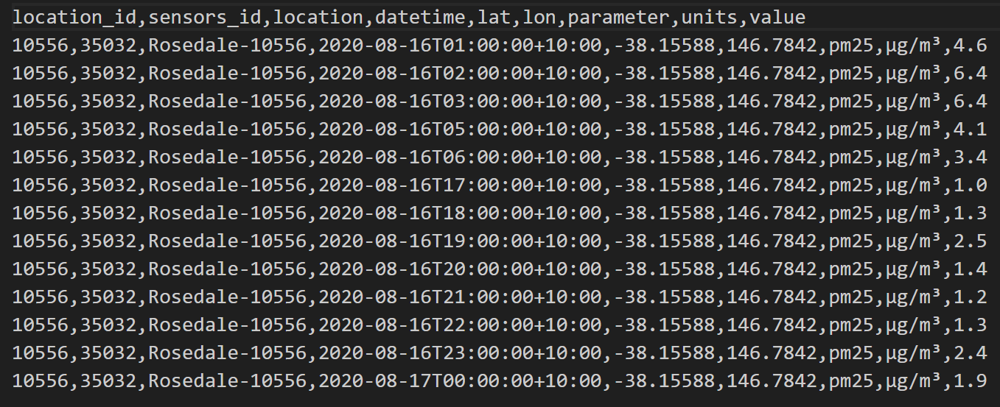 location_id,sensors_id,location,datetime,lat,lon,parameter,units,value
10556,35032,Rosedale-10556,2020-08-16T01:00:00+10:00,-38.15588,146.7842,pm25,µg/m³,4.6
10556,35032,Rosedale-10556,2020-08-16T02:00:00+10:00,-38.15588,146.7842,pm25,µg/m³,6.4
10556,35032,Rosedale-10556,2020-08-16T03:00:00+10:00,-38.15588,146.7842,pm25,µg/m³,6.4
10556,35032,Rosedale-10556,2020-08-16T05:00:00+10:00,-38.15588,146.7842,pm25,µg/m³,4.1
10556,35032,Rosedale-10556,2020-08-16T06:00:00+10:00,-38.15588,146.7842,pm25,µg/m³,3.4
10556,35032,Rosedale-10556,2020-08-16T17:00:00+10:00,-38.15588,146.7842,pm25,µg/m³,1.0
10556,35032,Rosedale-10556,2020-08-16T18:00:00+10:00,-38.15588,146.7842,pm25,µg/m³,1.3
10556,35032,Rosedale-10556,2020-08-16T19:00:00+10:00,-38.15588,146.7842,pm25,µg/m³,2.5
10556,35032,Rosedale-10556,2020-08-16T20:00:00+10:00,-38.15588,146.7842,pm25,µg/m³,1.4
10556,35032,Rosedale-10556,2020-08-16T21:00:00+10:00,-38.15588,146.7842,pm25,µg/m³,1.2
10556,35032,Rosedale-10556,2020-08-16T22:00:00+10:00,-38.15588,146.7842,pm25,µg/m³,1.3
10556,35032,Rosedale-10556,2020-08-16T23:00:00+10:00,-38.15588,146.7842,pm25,µg/m³,2.4
10556,35032,Rosedale-10556,2020-08-17T00:00:00+10:00,-38.15588,146.7842,pm25,µg/m³,1.9